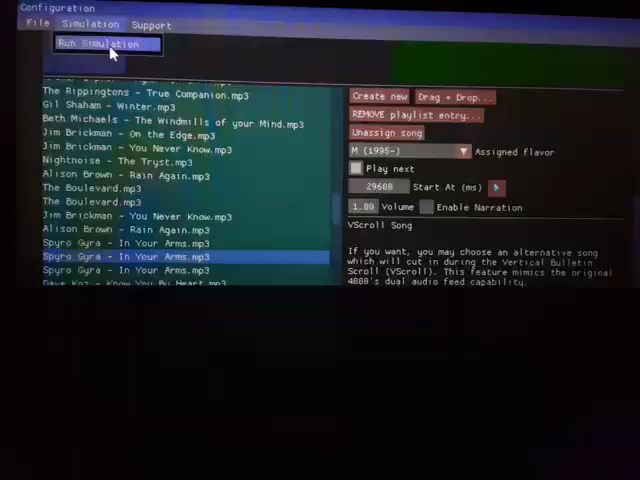 Configuration
File Simulation Support
Run Simulation
The Rippingtons - True Companion.mp3
Gil Shaham - Winter.mp3
Beth Michaels - The Windmills of your Mind.mp3
Jim Brickman - On the Edge.mp3
Jim Brickman - You Never Know.mp3
Nightnoise - The Tryst.mp3
Alison Brown - Rain Again.mp3
The Boulevard.mp3
The Boulevard.mp3
Jim Brickman - You Never Know.mp3
Alison Brown - Rain Again.mp3
Spyro Gyra - In Your Arms.mp3
Spyro Gyra - In Your Arms.mp3
Spyro Gyra - In Your Arms.mp3
Dave Koz - Know You By Heart.mp3
Create new Drag + Drop...
REMOVE playlist entry...
Unassign song
M (1995-) Assigned flavor
Play next
29600 Start At (ms)
1.00 Volume Enable Narration
VScroll Song
If you want, you may choose an alternative song
which will cut in during the Vertical Bulletin
Scroll (VScroll). This feature mimics the original
4000's dual audio feed capability.